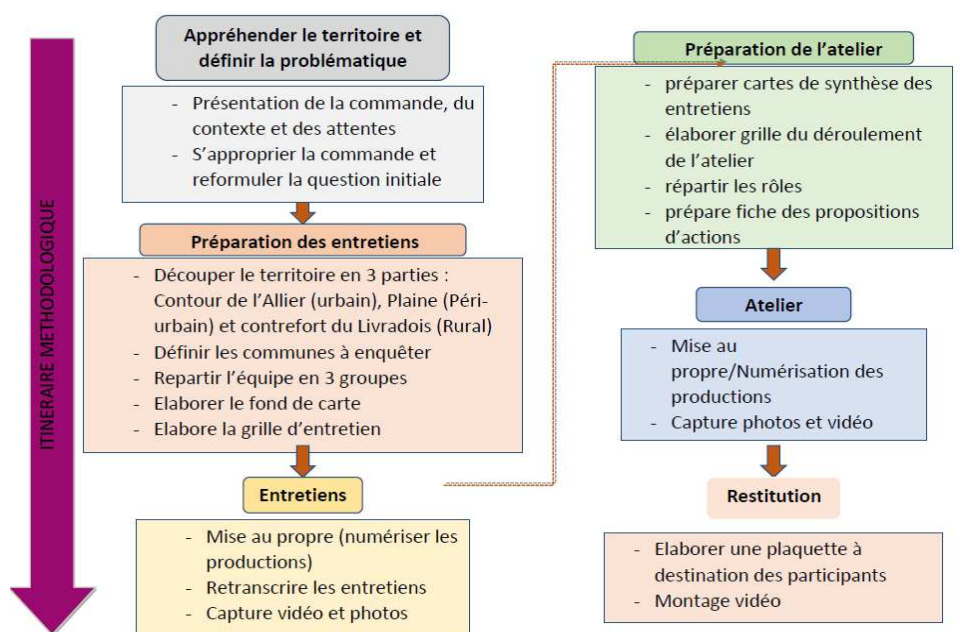 ITINERAIRE METHODOLOGIQUE
Appréhender le territoire et
définir la problématique
- Présentation de la commande, du
contexte et des attentes
- S’approprier la commande et
reformuler la question initiale
Préparation des entretiens
- Découper le territoire en 3 parties :
Contour de l’Allier (urbain), Plaine (Péri-
urbain) et contrefort du Livradois (Rural)
- Définir les communes à enquêter
- Repartir l’équipe en 3 groupes
- Elaborer le fond de carte
- Elabore la grille d’entretien
Entretiens
- Mise au propre (numériser les
productions)
- Retranscrire les entretiens
- Capture vidéo et photos
Préparation de l’atelier
- préparer cartes de synthèse des
entretiens
- élaborer grille du déroulement
de l’atelier
- répartir les rôles
- prépare fiche des propositions
d’actions
Atelier
- Mise au
propre/Numérisation des
productions
- Capture photos et vidéo
Restitution
- Elaborer une plaquette à
destination des participants
- Montage vidéo